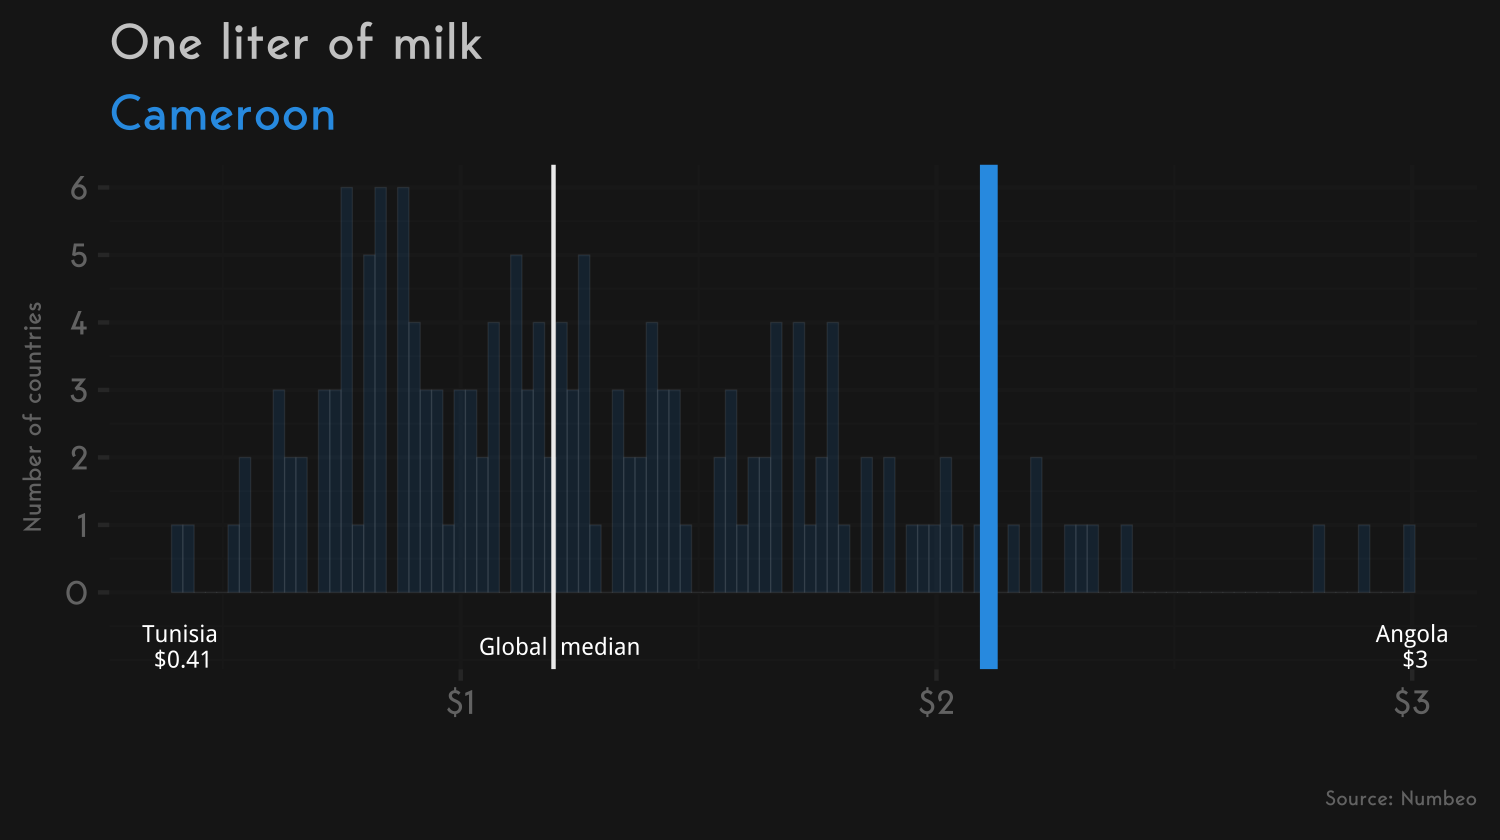 One liter of milk
Cameroon
Number of countries
6
5
4
3
2
1
0
Tunisia
$0.41
Global median
Angola
$3
$1
$2
$3
Source: Numbeo